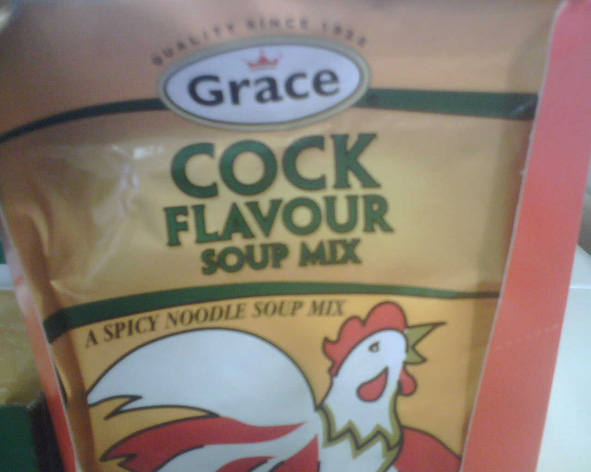 QUALITY SINCE 1922
Grace
COCK
FLAVOUR
SOUP MIX
A SPICY NOODLE SOUP MIX